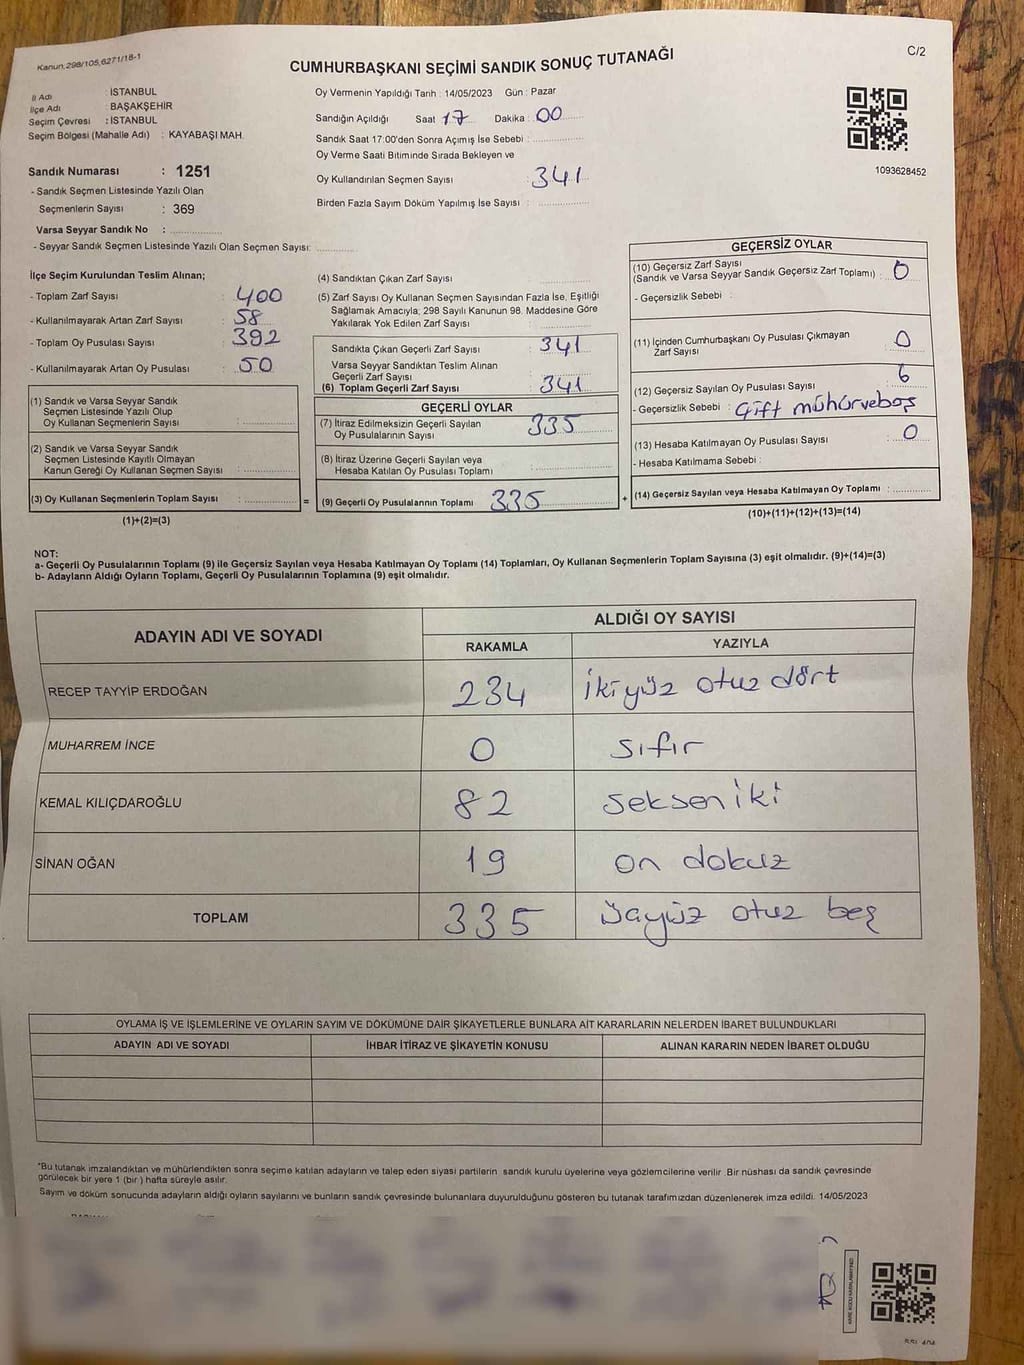 Kanun, 298/105,6271/18-1
C/2
CUMHURBAŞKANI SEÇİMİ SANDIK SONUÇ TUTANAĞI
İl Adı : İSTANBUL
İlçe Adı : BAŞAKŞEHİR
Seçim Çevresi : İSTANBUL
Seçim Bölgesi (Mahalle Adı) : KAYABAŞI MAH.
Sandık Numarası : 1251
- Sandık Seçmen Listesinde Yazılı Olan
Seçmenlerin Sayısı : 369
Varsa Seyyar Sandık No :
- Seyyar Sandık Seçmen Listesinde Yazılı Olan Seçmen Sayısı:
Oy Vermenin Yapıldığı Tarih : 14/05/2023 Gün : Pazar
Sandığın Açıldığı Saat : 17 Dakika : 00
Sandık Saat 17:00'den Sonra Açımış İse Sebebi :
Oy Verme Saati Bitiminde Sırada Bekleyen ve
Oy Kullandırılan Seçmen Sayısı : 341
Birden Fazla Sayım Döküm Yapılmış İse Sayısı :
1093628452
İlçe Seçim Kurulundan Teslim Alınan;
- Toplam Zarf Sayısı : 400
- Kullanılmayarak Artan Zarf Sayısı : 58
- Toplam Oy Pusulası Sayısı : 392
- Kullanılmayarak Artan Oy Pusulası : 50
(1) Sandık ve Varsa Seyyar Sandık
Seçmen Listesinde Yazılı Olup
Oy Kullanan Seçmenlerin Sayısı :
(2) Sandık ve Varsa Seyyar Sandık
Seçmen Listesinde Kayıtlı Olmayan
Kanun Gereği Oy Kullanan Seçmen Sayısı :
(3) Oy Kullanan Seçmenlerin Toplam Sayısı :
(1)+(2)=(3)
=
(4) Sandıktan Çıkan Zarf Sayısı :
(5) Zarf Sayısı Oy Kullanan Seçmen Sayısından Fazla İse, Eşitliği
Sağlamak Amacıyla; 298 Sayılı Kanunun 98. Maddesine Göre
Yakılarak Yok Edilen Zarf Sayısı :
Sandıkta Çıkan Geçerli Zarf Sayısı : 341
Varsa Seyyar Sandıktan Teslim Alınan
Geçerli Zarf Sayısı :
(6) Toplam Geçerli Zarf Sayısı : 341
GEÇERLİ OYLAR
(7) İtiraz Edilmeksizin Geçerli Sayılan
Oy Pusulalarının Sayısı : 335
(8) İtiraz Üzerine Geçerli Sayılan veya
Hesaba Katılan Oy Pusulası Toplamı :
(9) Geçerli Oy Pusulalarının Toplamı : 335
+
GEÇERSİZ OYLAR
(10) Geçersiz Zarf Sayısı
(Sandık ve Varsa Seyyar Sandık Geçersiz Zarf Toplamı) : 0
- Geçersizlik Sebebi :
(11) İçinden Cumhurbaşkanı Oy Pusulası Çıkmayan
Zarf Sayısı : 0
(12) Geçersiz Sayılan Oy Pusulası Sayısı : 6
- Geçersizlik Sebebi : Çift mühürveboş
(13) Hesaba Katılmayan Oy Pusulası Sayısı : 0
- Hesaba Katılmama Sebebi :
(14) Geçersiz Sayılan veya Hesaba Katılmayan Oy Toplamı :
(10)+(11)+(12)+(13)=(14)
NOT:
a- Geçerli Oy Pusulalarının Toplamı (9) ile Geçersiz Sayılan veya Hesaba Katılmayan Oy Toplamı (14) Toplamları, Oy Kullanan Seçmenlerin Toplam Sayısına (3) eşit olmalıdır. (9)+(14)=(3)
b- Adayların Aldığı Oyların Toplamı, Geçerli Oy Pusulalarının Toplamına (9) eşit olmalıdır.
ADAYIN ADI VE SOYADI ALDIĞI OY SAYISI
RAKAMLA YAZIYLA
RECEP TAYYİP ERDOĞAN 234 ikiyüz otuz dört
MUHARREM İNCE 0 sıfır
KEMAL KILIÇDAROĞLU 82 seksen iki
SİNAN OĞAN 19 on dokuz
TOPLAM 335 üçyüz otuz beş
OYLAMA İŞ VE İŞLEMLERİNE VE OYLARIN SAYIM VE DÖKÜMÜNE DAİR ŞİKAYETLERLE BUNLARA AİT KARARLARIN NELERDEN İBARET BULUNDUKLARI
ADAYIN ADI VE SOYADI İHBAR İTİRAZ VE ŞİKAYETİN KONUSU ALINAN KARARIN NEDEN İBARET OLDUĞU
*Bu tutanak imzalandıktan ve mühürlendikten sonra seçime katılan adayların ve talep eden siyasi partilerin sandık kurulu üyelerine veya gözlemcilerine verilir. Bir nüshası da sandık çevresinde
görülecek bir yere 1 (bir) hafta süreyle asılır.
Sayım ve döküm sonucunda adayların aldığı oyların sayılarını ve bunların sandık çevresinde bulunanlara duyurulduğunu gösteren bu tutanak tarafımızdan düzenlenerek imza edildi. 14/05/2023